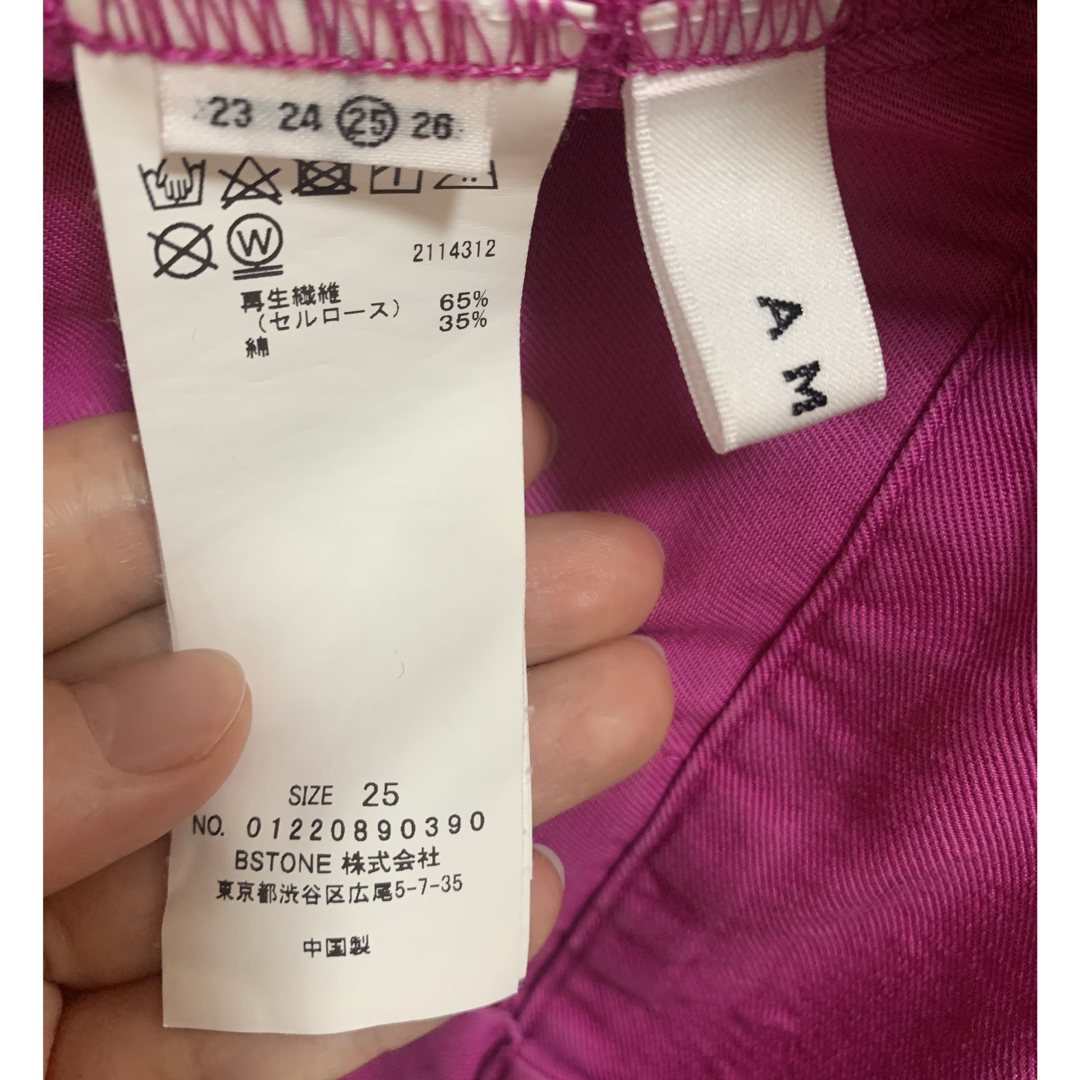 23 24 25 26
W
2114312
再生繊維 65%
(セルロース) 35%
綿
SIZE 25
NO. 01220890390
BSTONE 株式会社
東京都渋谷区広尾5-7-35
中国製
A M